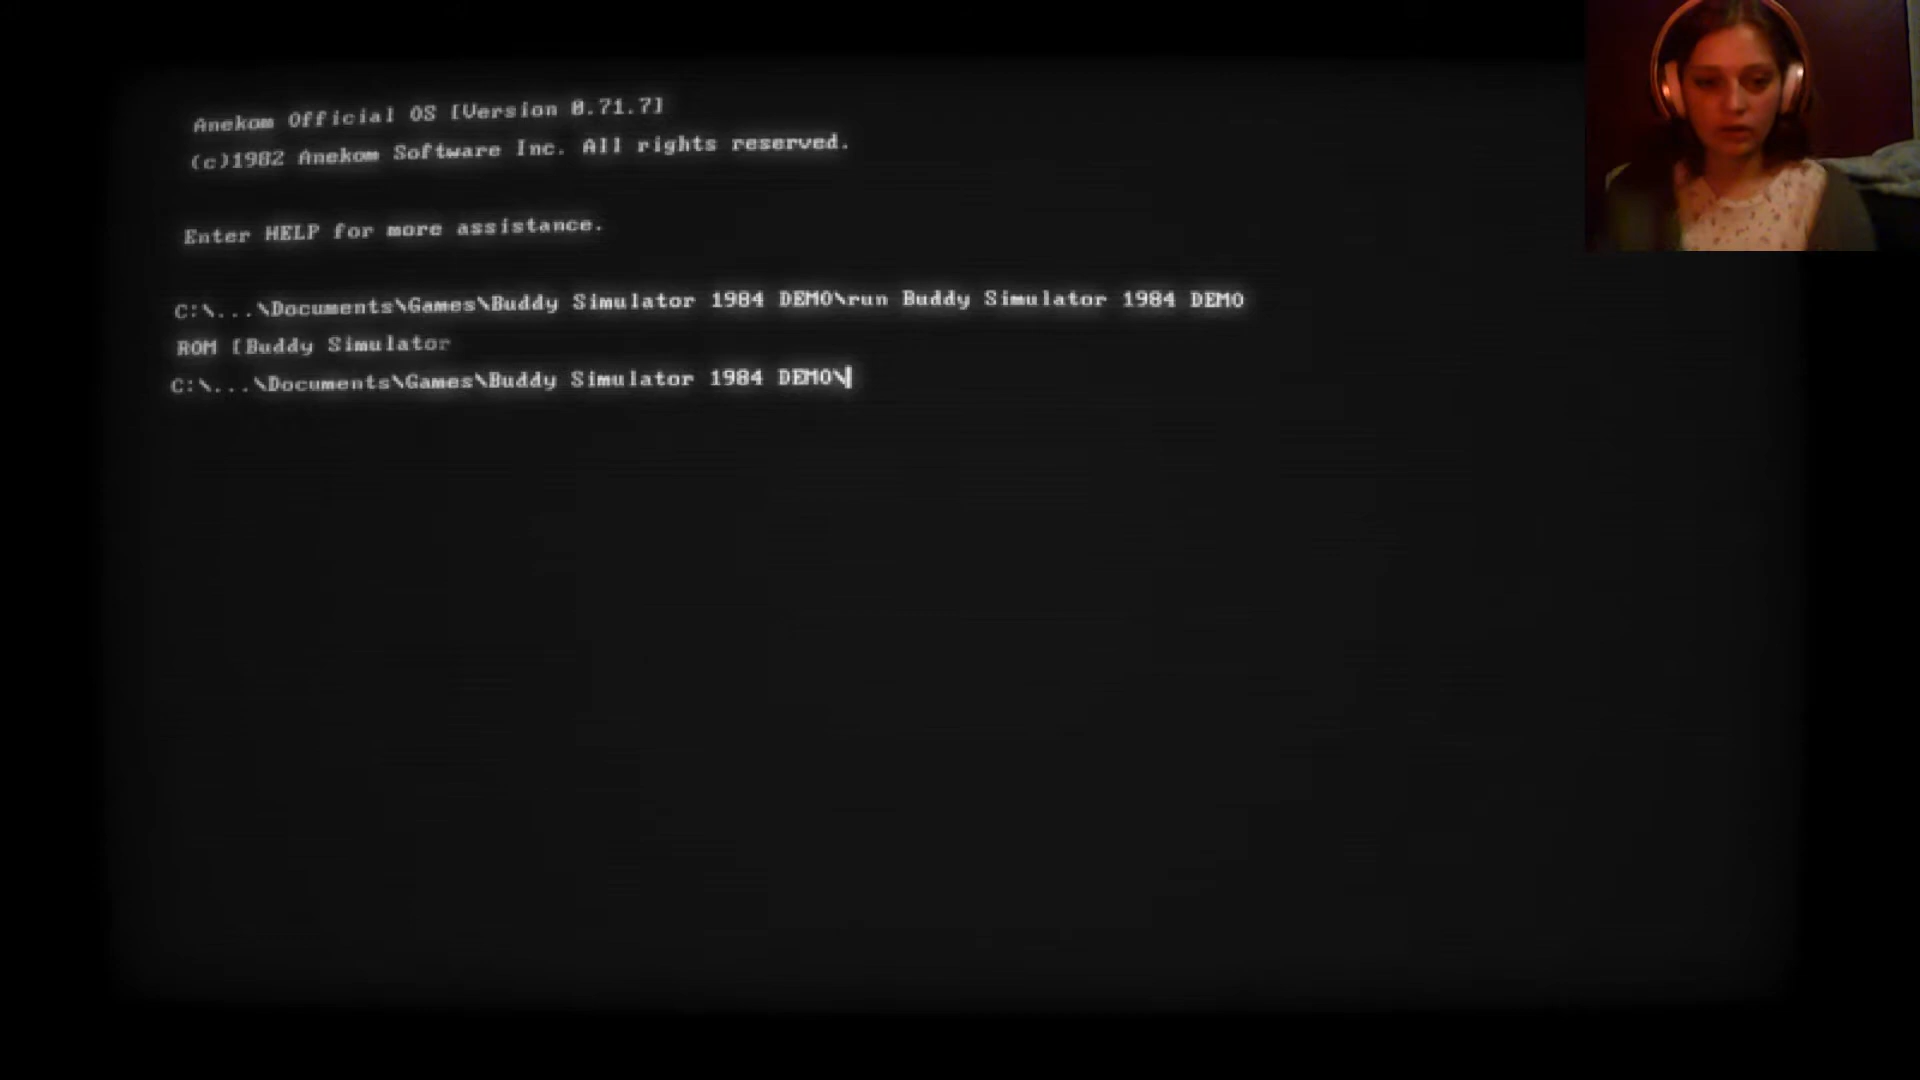 Anekom Official OS [Version 0.71.7]
(c)1982 Anekom Software Inc. All rights reserved.
Enter HELP for more assistance.
C:\...\Documents\Games\Buddy Simulator 1984 DEMO\run Buddy Simulator 1984 DEMO
ROM [Buddy Simulator
C:\...\Documents\Games\Buddy Simulator 1984 DEMO\